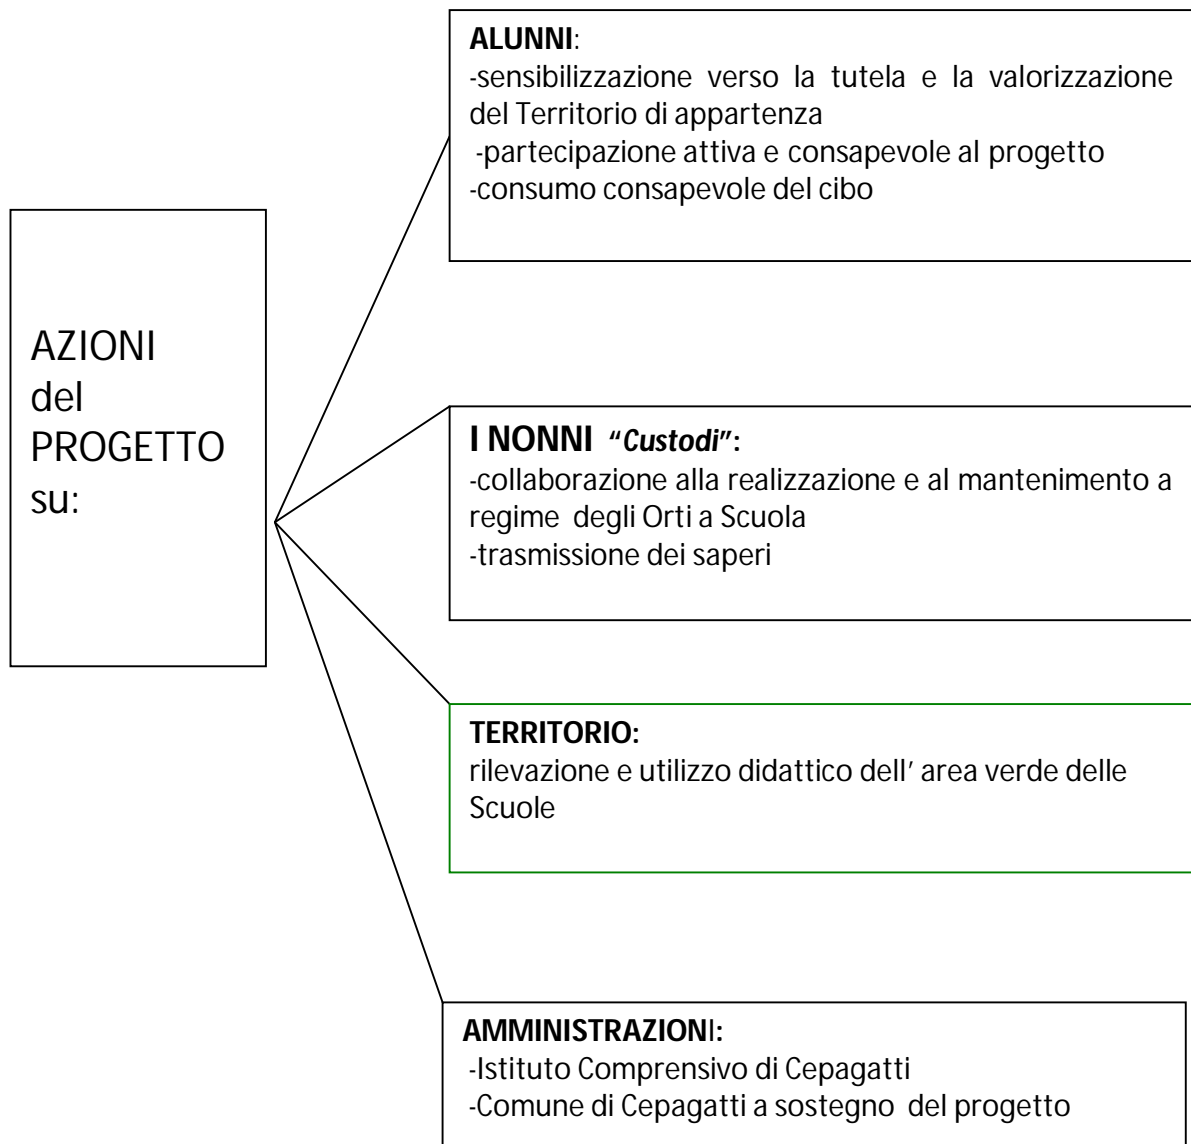 AZIONI
del
PROGETTO
su:
ALUNNI:
-sensibilizzazione verso la tutela e la valorizzazione
del Territorio di appartenza
-partecipazione attiva e consapevole al progetto
-consumo consapevole del cibo
I NONNI “Custodi”:
-collaborazione alla realizzazione e al mantenimento a
regime degli Orti a Scuola
-trasmissione dei saperi
TERRITORIO:
rilevazione e utilizzo didattico dell’ area verde delle
Scuole
AMMINISTRAZIONI:
-Istituto Comprensivo di Cepagatti
-Comune di Cepagatti a sostegno del progetto